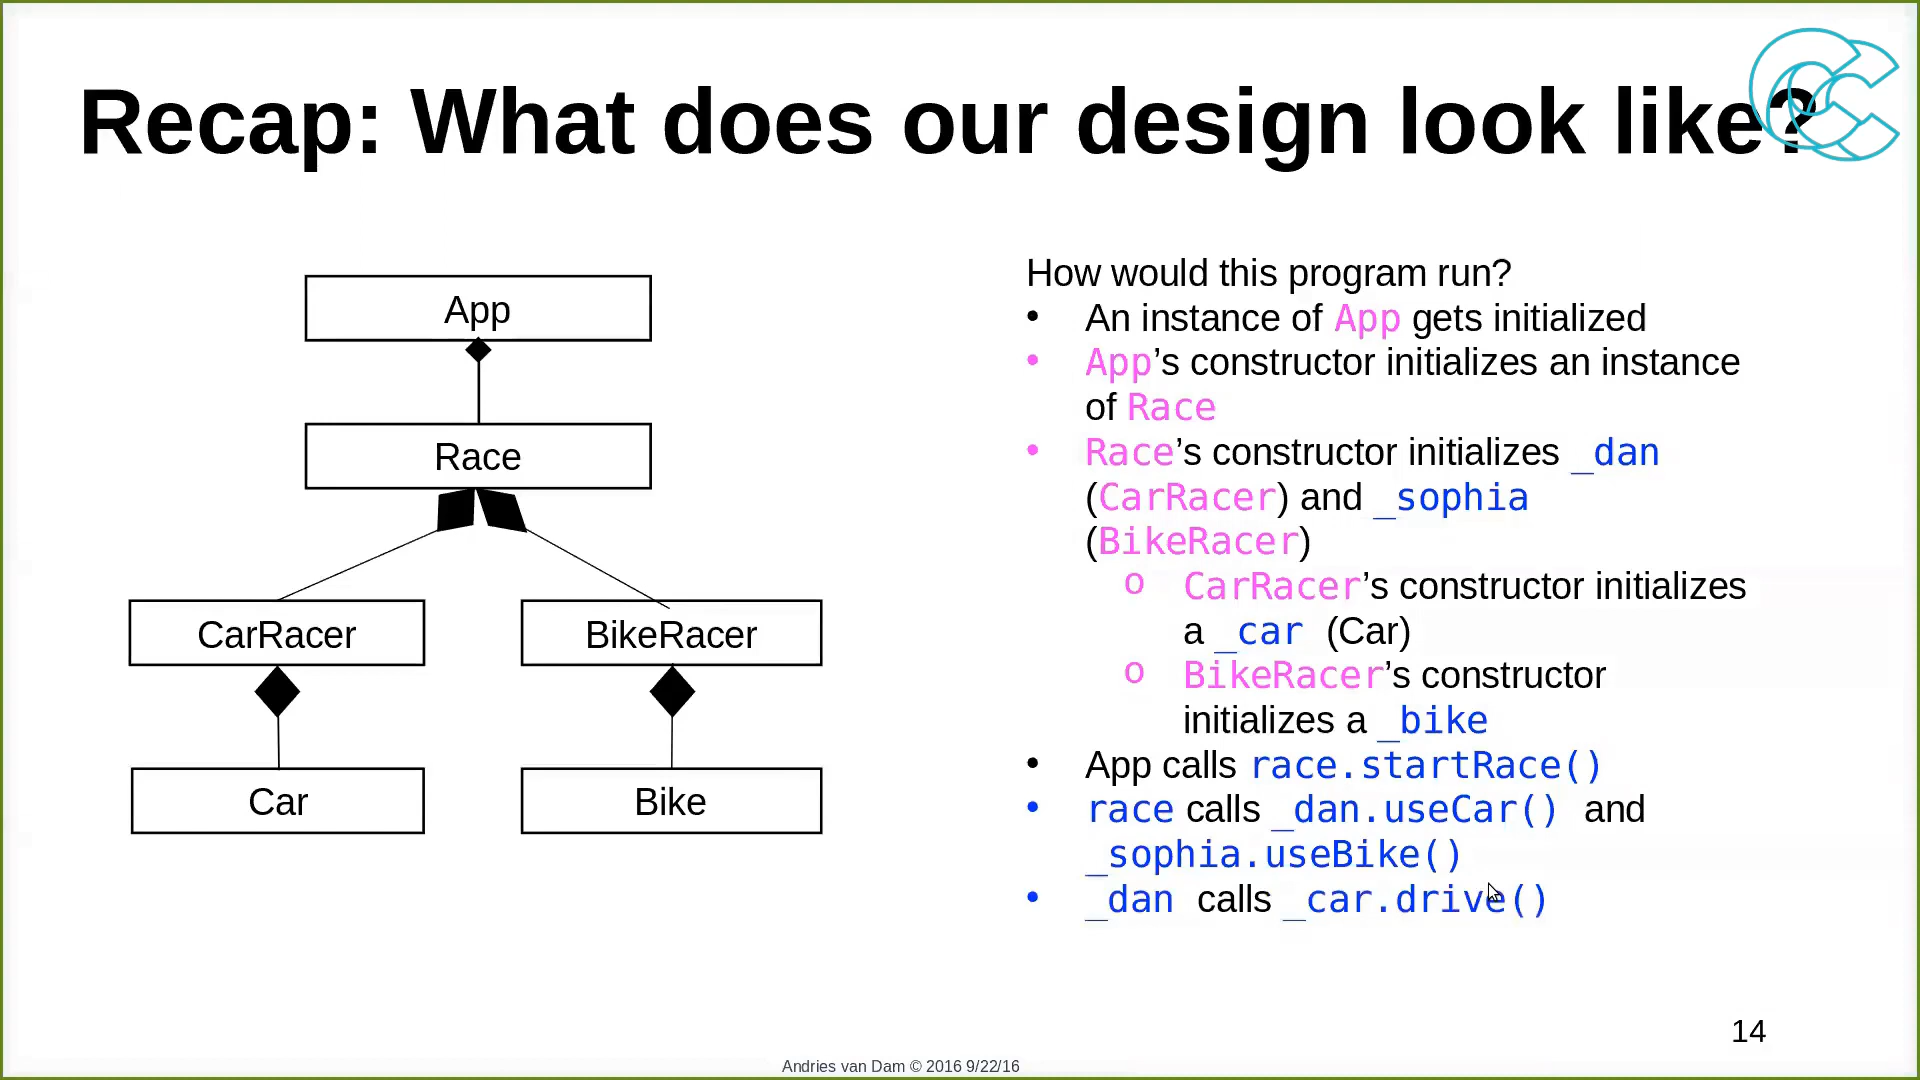 Recap: What does our design look like?
App
Race
CarRacer
BikeRacer
Car
Bike
How would this program run?
• An instance of App gets initialized
• App’s constructor initializes an instance
of Race
• Race’s constructor initializes _dan
(CarRacer) and _sophia
(BikeRacer)
o CarRacer’s constructor initializes
a _car (Car)
o BikeRacer’s constructor
initializes a _bike
• App calls race.startRace()
• race calls _dan.useCar() and
_sophia.useBike()
• _dan calls _car.drive()
14
Andries van Dam © 2016 9/22/16